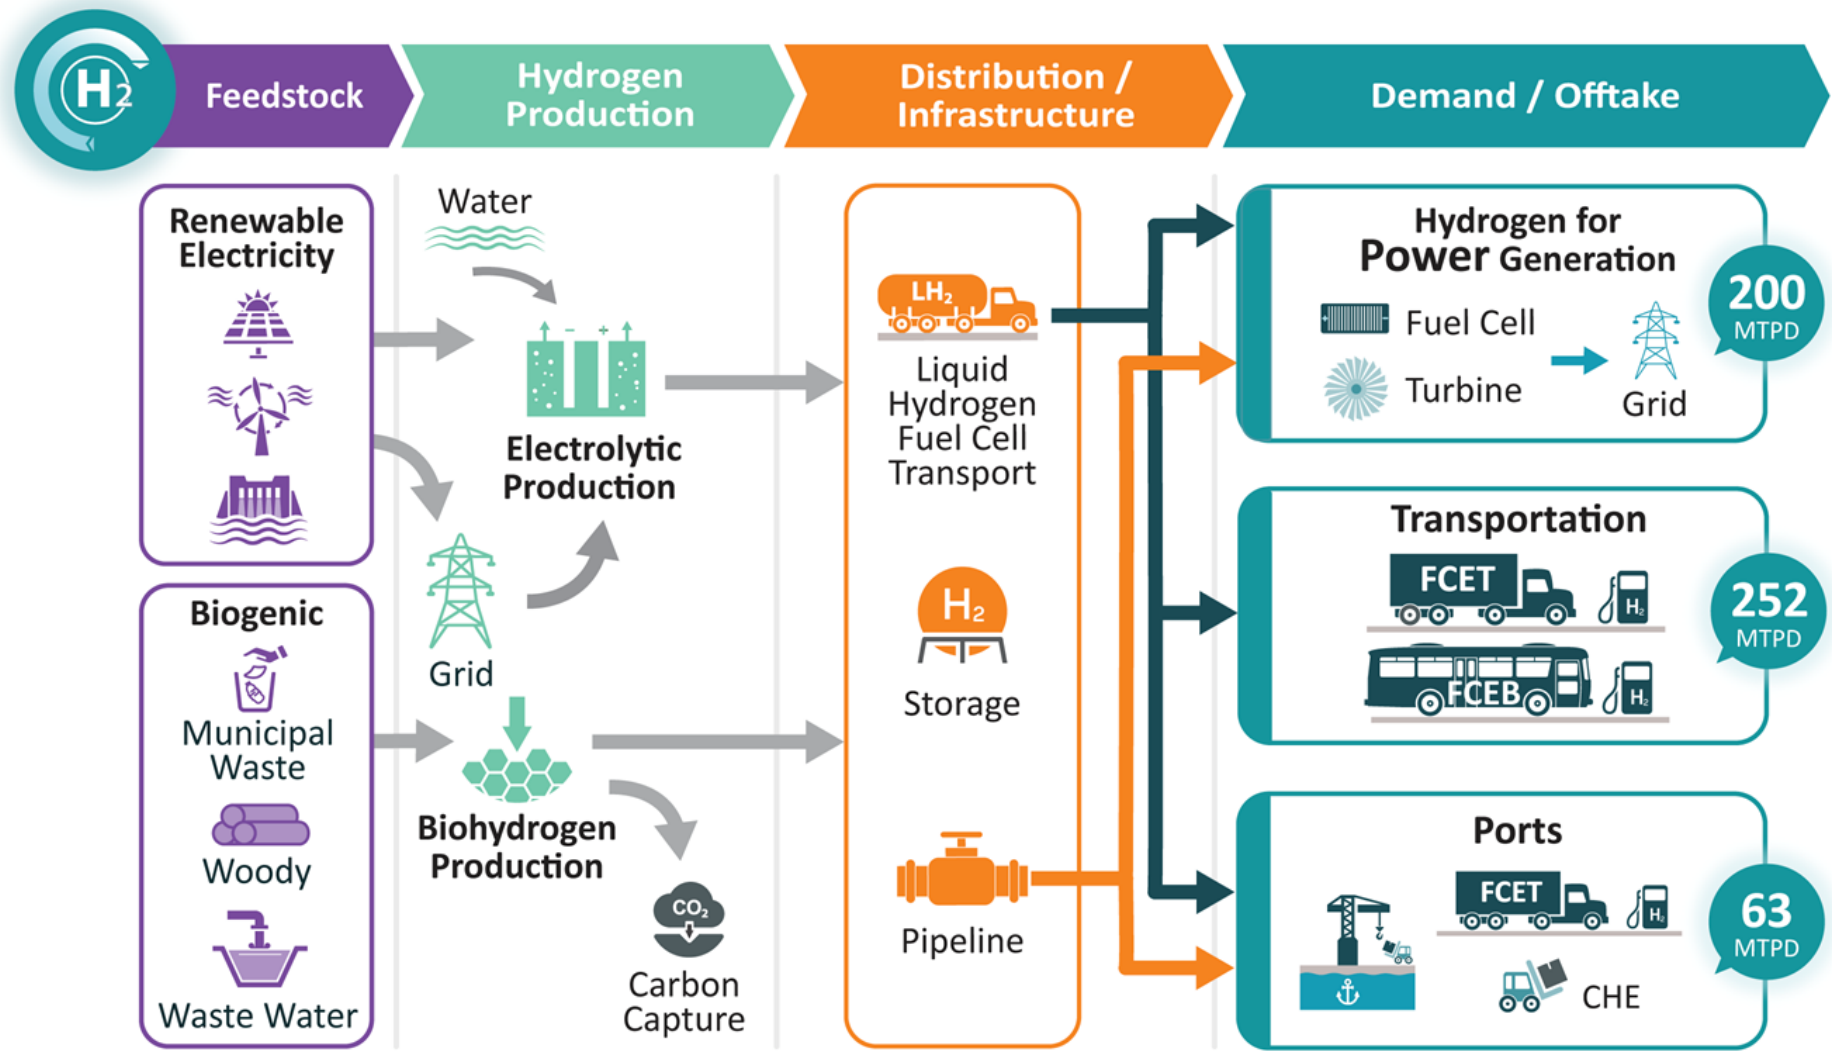 H2
Feedstock
Hydrogen
Production
Distribution /
Infrastructure
Demand / Offtake
Renewable
Electricity
Biogenic
Municipal
Waste
Woody
Waste Water
Water
- +
Electrolytic
Production
Grid
Biohydrogen
Production
CO₂
Carbon
Capture
LH₂
Liquid
Hydrogen
Fuel Cell
Transport
H₂
Storage
Pipeline
Hydrogen for
Power Generation
+ -
Fuel Cell
Turbine
Grid
200
MTPD
Transportation
FCET
H₂
FCEB
H₂
252
MTPD
Ports
FCET
H₂
CHE
63
MTPD